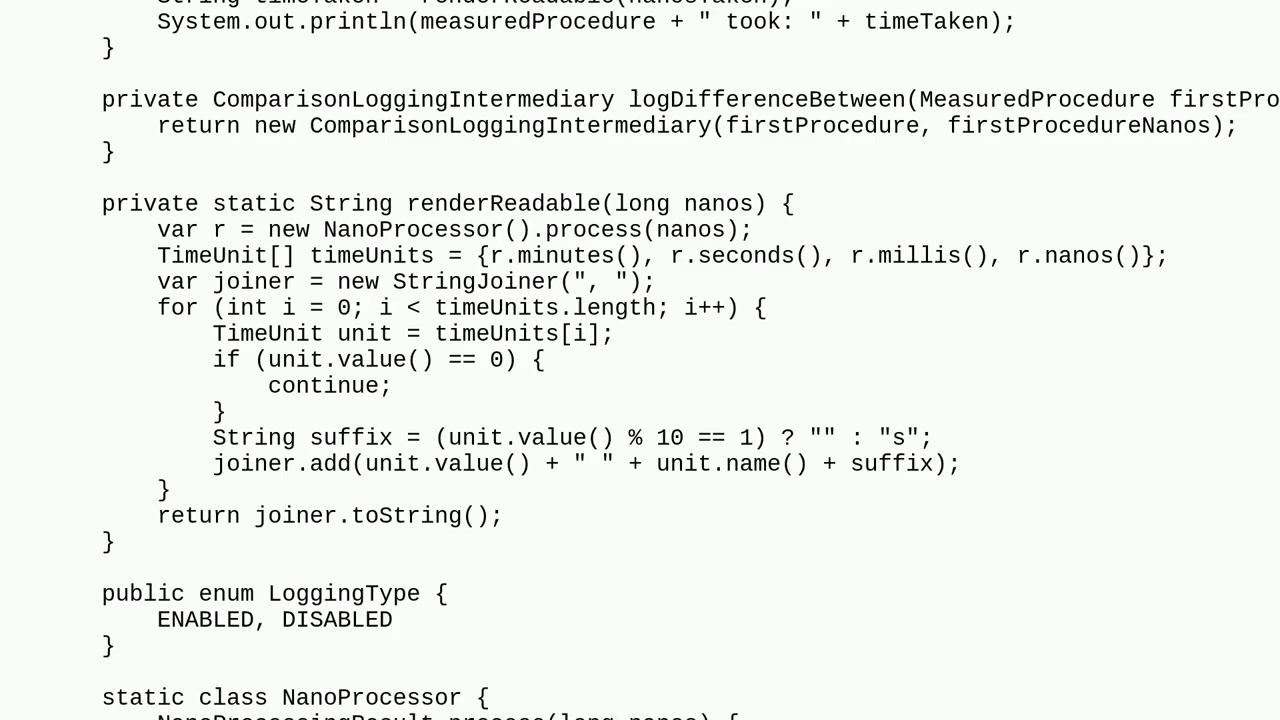 System.out.println(measuredProcedure + " took: " + timeTaken);
}
private ComparisonLoggingIntermediary logDifferenceBetween(MeasuredProcedure firstPro
return new ComparisonLoggingIntermediary(firstProcedure, firstProcedureNanos);
}
private static String renderReadable(long nanos) {
var r = new NanoProcessor().process(nanos);
TimeUnit[] timeUnits = {r.minutes(), r.seconds(), r.millis(), r.nanos()};
var joiner = new StringJoiner(", ");
for (int i = 0; i < timeUnits.length; i++) {
TimeUnit unit = timeUnits[i];
if (unit.value() == 0) {
continue;
}
String suffix = (unit.value() % 10 == 1) ? "" : "s";
joiner.add(unit.value() + " " + unit.name() + suffix);
}
return joiner.toString();
}
public enum LoggingType {
ENABLED, DISABLED
}
static class NanoProcessor {